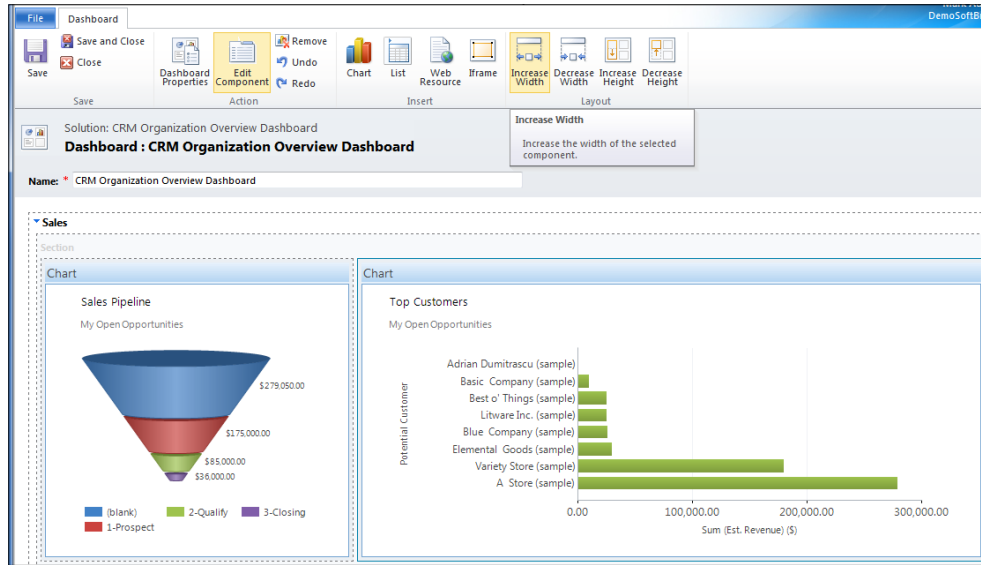 File Dashboard
DemoSoftBu
Save
Save and Close
Close
Save
Dashboard Properties
Edit Component
Remove
Undo
Redo
Action
Chart
List
Web Resource
Iframe
Insert
Increase Width
Decrease Width
Increase Height
Decrease Height
Layout
Increase Width
Increase the width of the selected
component.
Solution: CRM Organization Overview Dashboard
Dashboard : CRM Organization Overview Dashboard
Name: * CRM Organization Overview Dashboard
Sales
Section
Chart
Sales Pipeline
My Open Opportunities
$279,050.00
$175,000.00
$85,000.00
$36,000.00
(blank) 2-Qualify 3-Closing
1-Prospect
Chart
Top Customers
My Open Opportunities
Potential Customer
Adrian Dumitrascu (sample)
Basic Company (sample)
Best o' Things (sample)
Litware Inc. (sample)
Blue Company (sample)
Elemental Goods (sample)
Variety Store (sample)
A Store (sample)
0.00 100,000.00 200,000.00 300,000.00
Sum (Est. Revenue) ($)